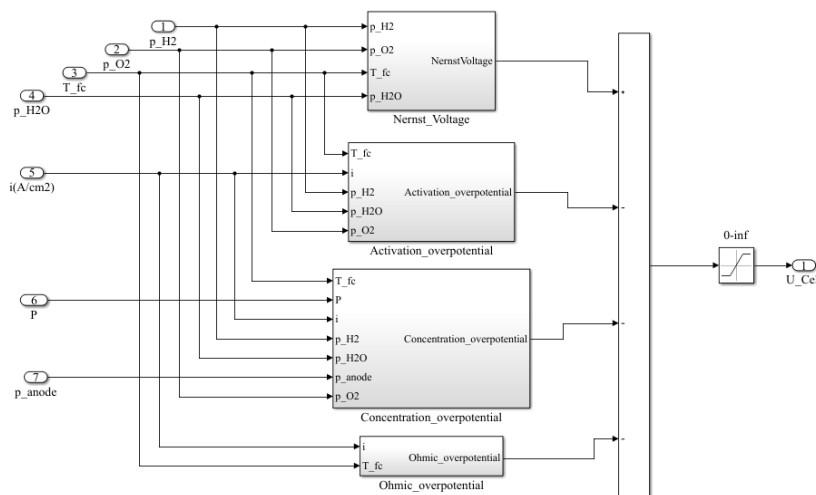 1
p_H2
2
p_O2
3
T_fc
4
p_H2O
5
i(A/cm2)
6
P
7
p_anode
p_H2
p_O2
T_fc
p_H2O
NernstVoltage
Nernst_Voltage
T_fc
i
p_H2
p_H2O
p_O2
Activation_overpotential
Activation_overpotential
T_fc
P
i
p_H2
p_H2O
p_anode
p_O2
Concentration_overpotential
Concentration_overpotential
i
T_fc
Ohmic_overpotential
Ohmic_overpotential
+
-
-
-
0-inf
1
U_Cel